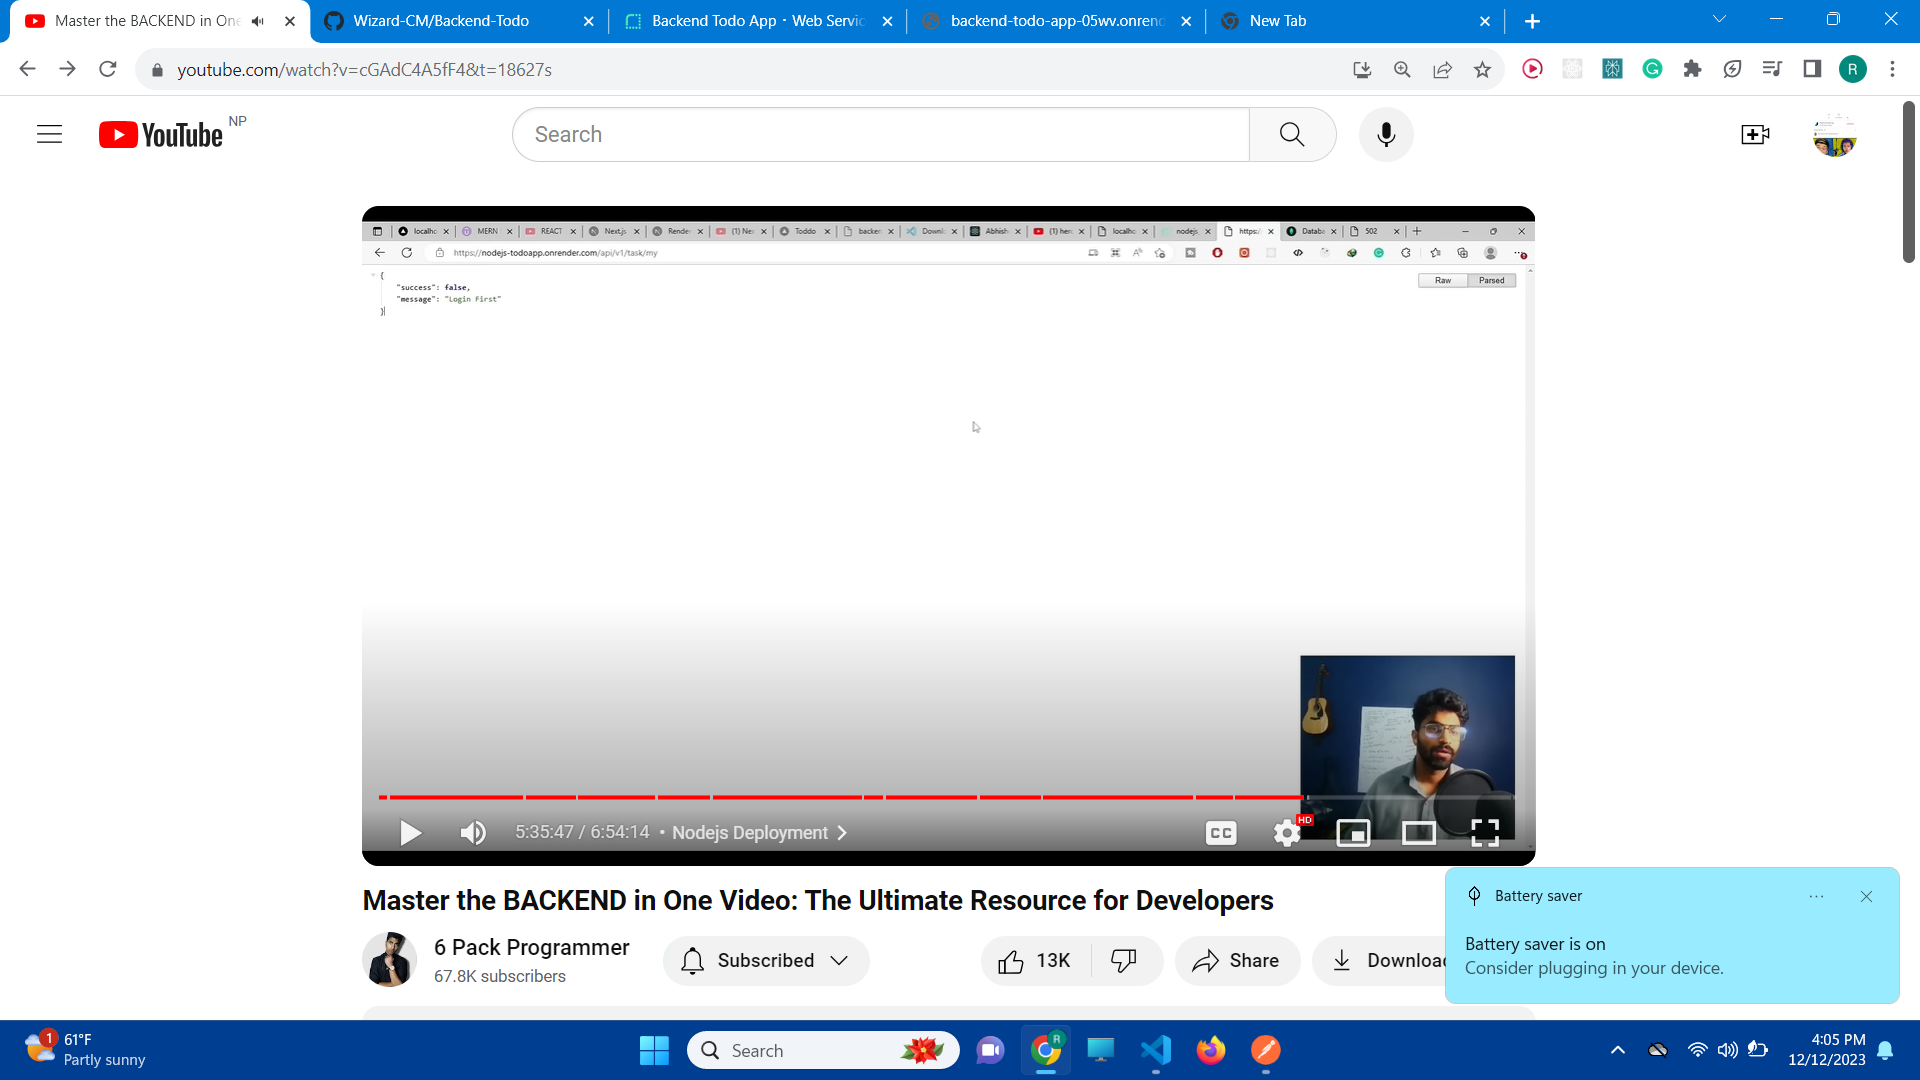 Master the BACKEND in One
Wizard-CM/Backend-Todo
Backend Todo App · Web Servic
backend-todo-app-05wv.onrend
New Tab
youtube.com/watch?v=cGAdC4A5fF4&t=18627s
R
YouTube NP
Search
localho
MERN
REACT
Next.js
Render
(1) Nex
Toddo
backen
Downlo
Abhish
(1) her
localho
nodejs
https:/
Databa
502
https://nodejs-todoapp.onrender.com/api/v1/task/my
{
"success": false,
"message": "Login First"
}
Raw
Parsed
5:35:47 / 6:54:14 • Nodejs Deployment
CC
HD
Master the BACKEND in One Video: The Ultimate Resource for Developers
6 Pack Programmer
67.8K subscribers
Subscribed
13K
Share
Download
Battery saver
Battery saver is on
Consider plugging in your device.
1
61°F
Partly sunny
Search
R
4:05 PM
12/12/2023